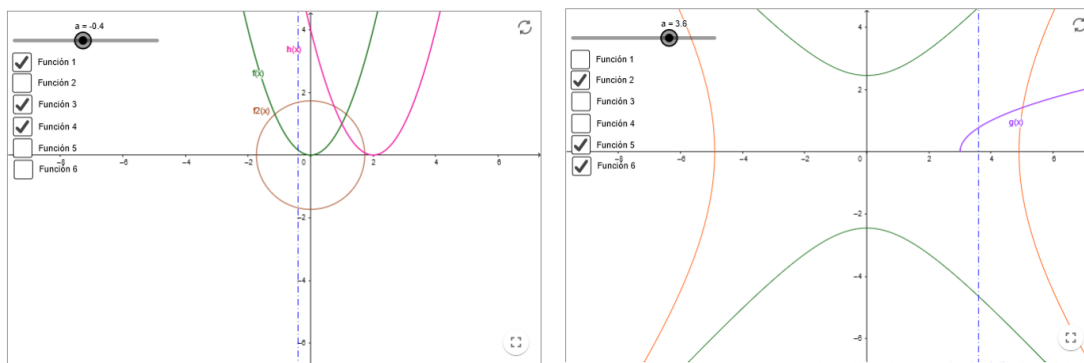 a = -0.4
Función 1
Función 2
Función 3
Función 4
Función 5
Función 6
f(x)
h(x)
f2(x)
-6 -4 -2 0 2 4 6
4
2
-2
-4
-6
a = 3.6
Función 1
Función 2
Función 3
Función 4
Función 5
Función 6
g(x)
-8 -6 -4 -2 0 2 4 6
4
2
-2
-4
-6